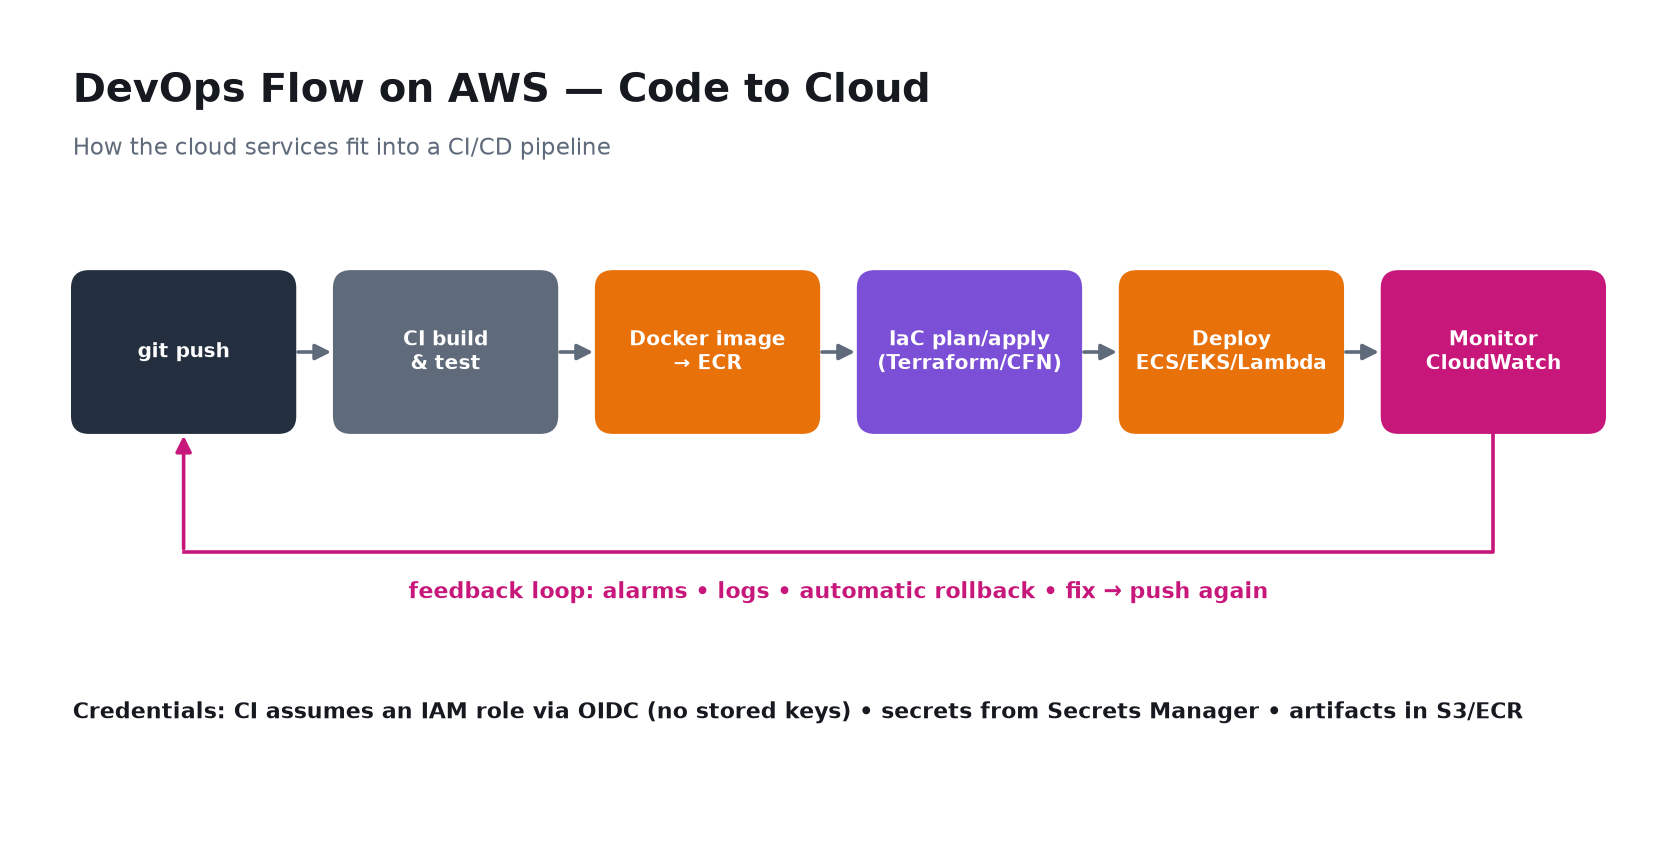 DevOps Flow on AWS — Code to Cloud
How the cloud services fit into a CI/CD pipeline
git push
CI build
& test
Docker image
→ ECR
IaC plan/apply
(Terraform/CFN)
Deploy
ECS/EKS/Lambda
Monitor
CloudWatch
feedback loop: alarms • logs • automatic rollback • fix → push again
Credentials: CI assumes an IAM role via OIDC (no stored keys) • secrets from Secrets Manager • artifacts in S3/ECR